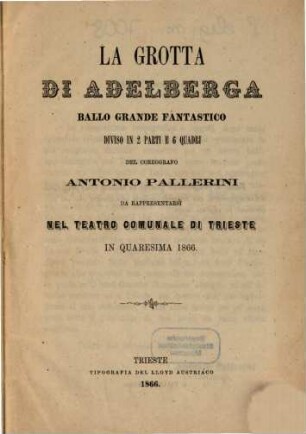 LA GROTTA
DI ADELBERGA
BALLO GRANDE FANTASTICO
DIVISO IN 2 PARTI E 6 QUADRI
DEL COREOGRAFO
ANTONIO PALLERINI
DA RAPPRESENTARSI
NEL TEATRO COMUNALE DI TRIESTE
IN QUARESIMA 1866.
TRIESTE
TIPOGRAFIA DEL LLOYD AUSTRIACO
1866.